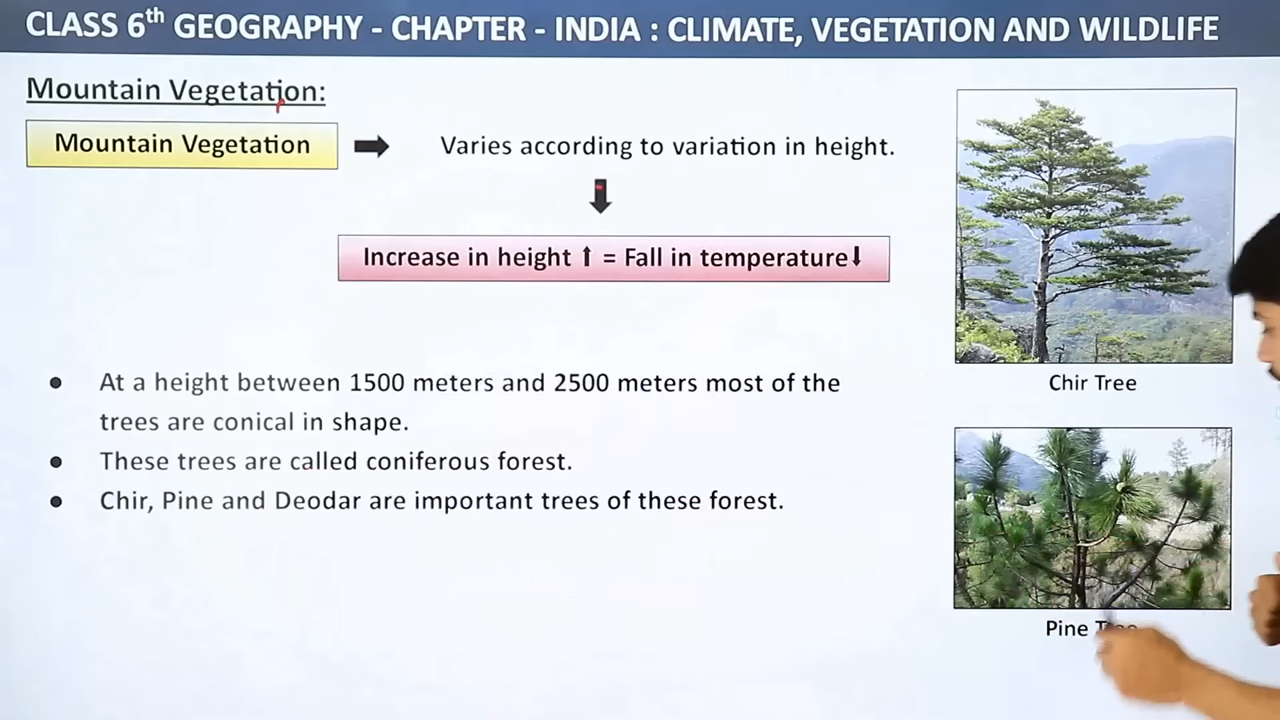 CLASS 6th GEOGRAPHY - CHAPTER - INDIA : CLIMATE, VEGETATION AND WILDLIFE
Mountain Vegetation:
Mountain Vegetation
Varies according to variation in height.
Increase in height ↑ = Fall in temperature↓
• At a height between 1500 meters and 2500 meters most of the
trees are conical in shape.
• These trees are called coniferous forest.
• Chir, Pine and Deodar are important trees of these forest.
Chir Tree
Pine